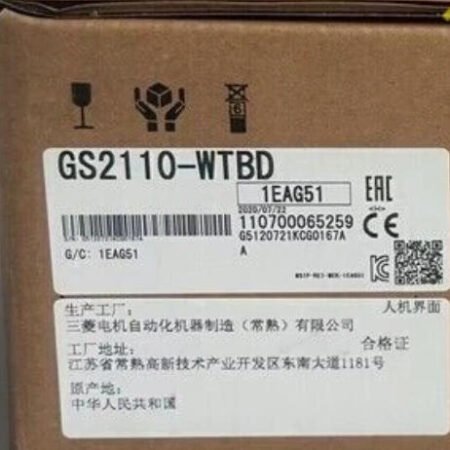 6
GS2110-WTBD
1EAG51
EAC
2020/07/22
110700065259
G5120721KCG0167A
CE
G/C: 1EAG51
A
生产工厂:
人机界面
三菱电机自动化机器制造（常熟）有限公司
合格证
工厂地址:
江苏省常熟高新技术产业开发区东南大道1181号
原产地:
中华人民共和国